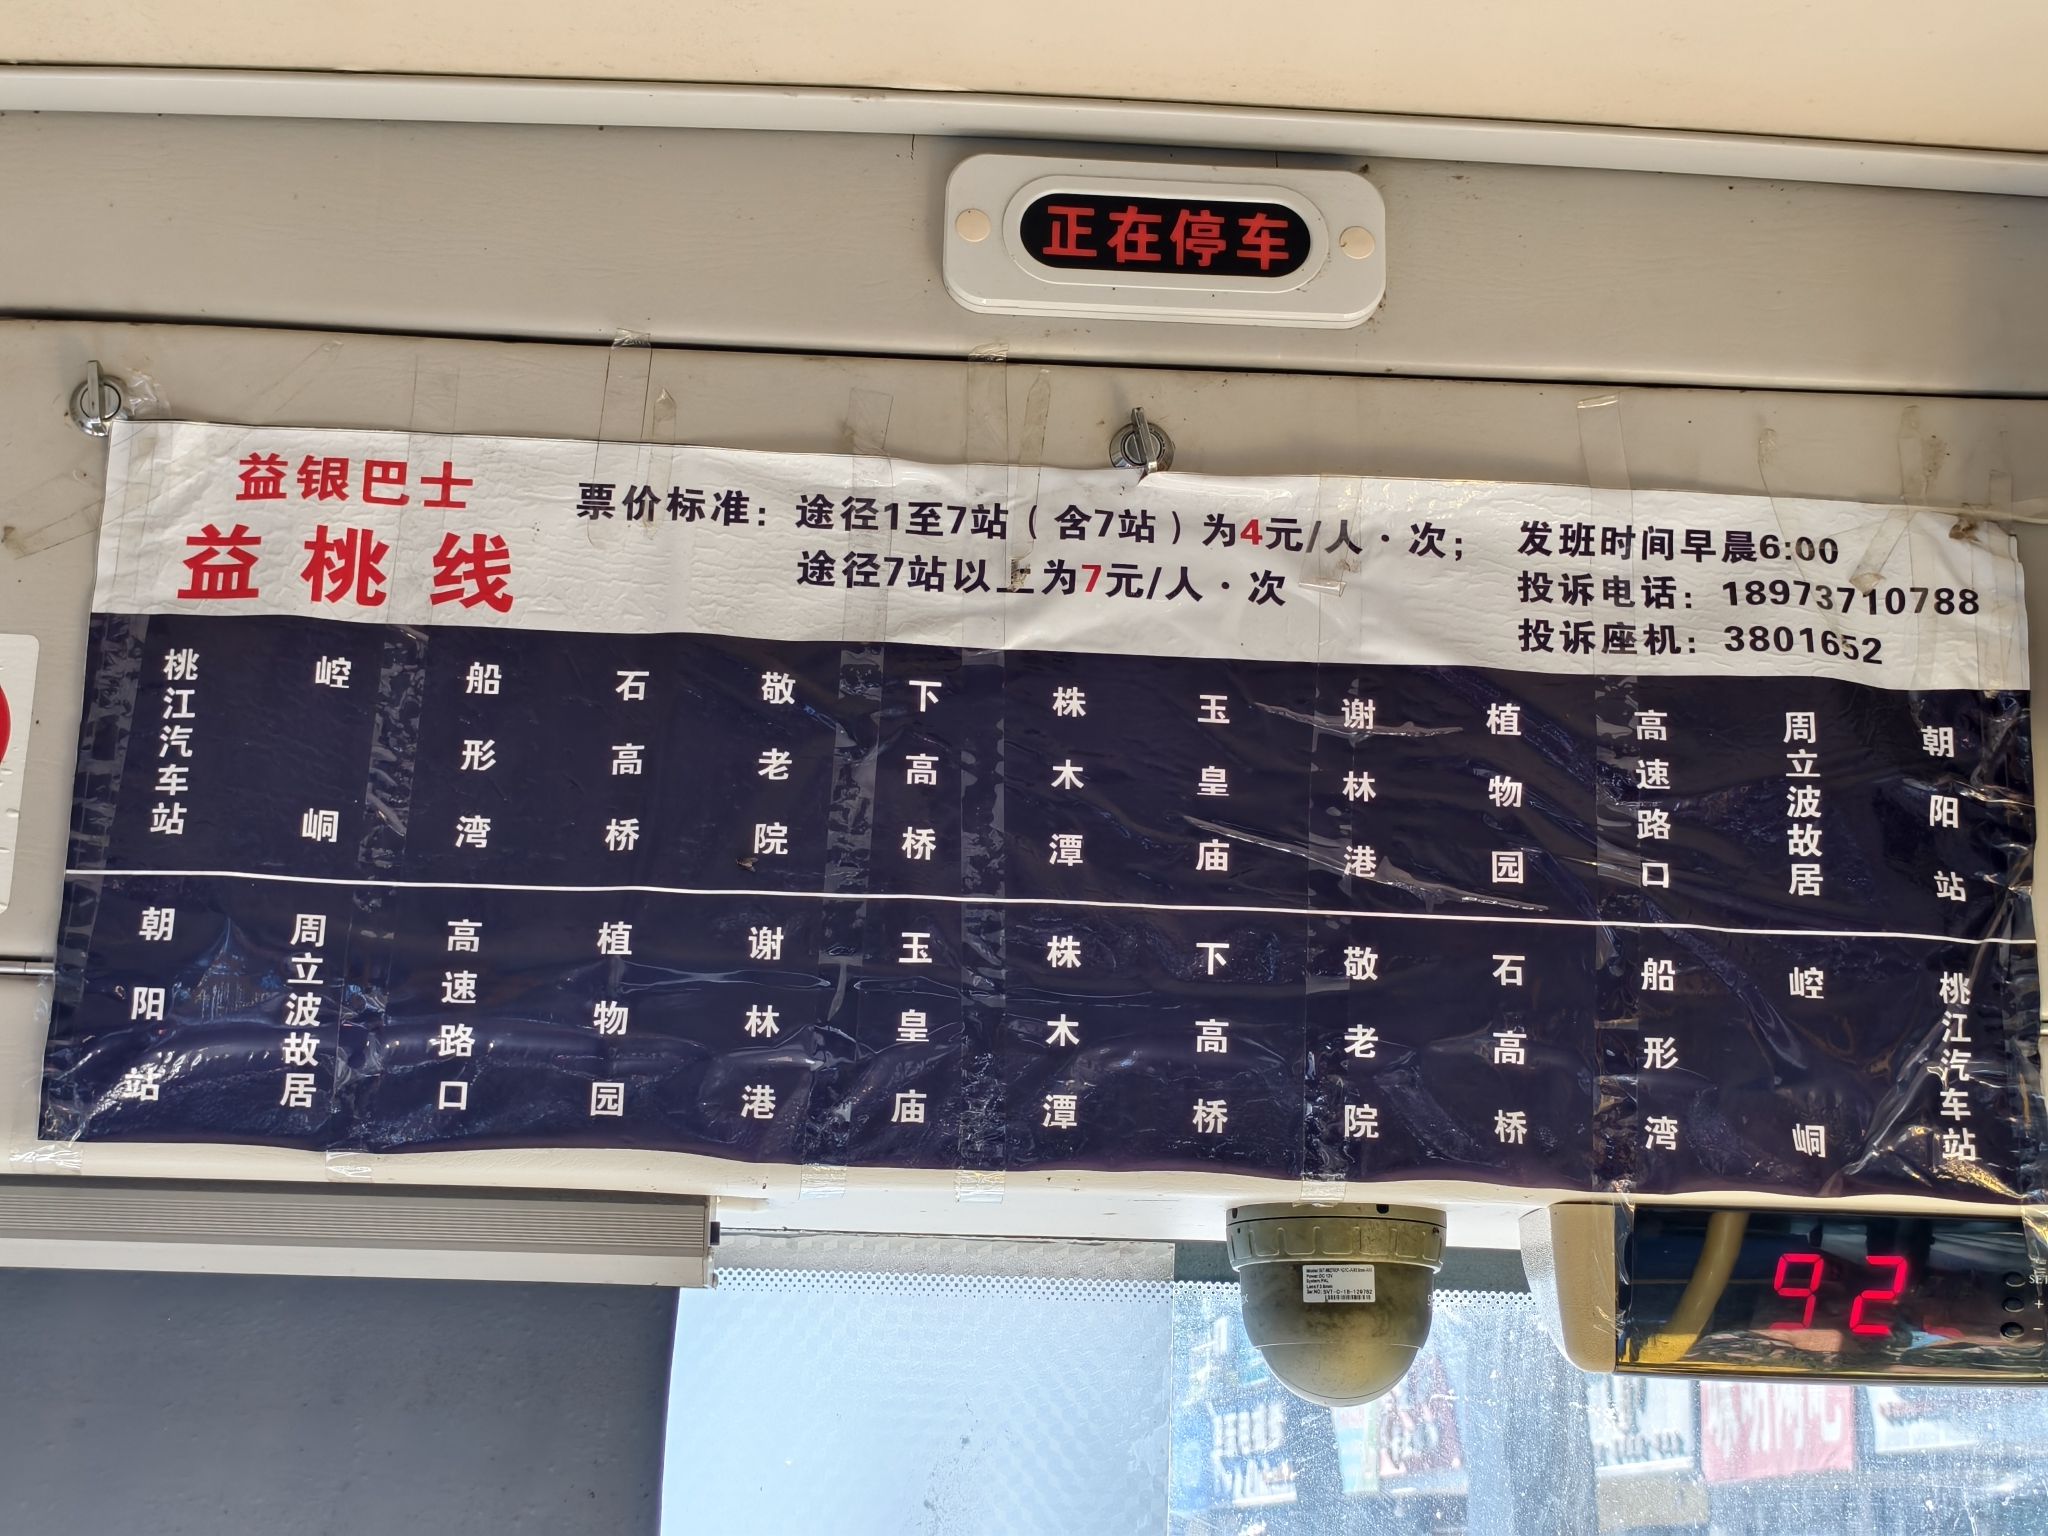 正在停车
益银巴士
益桃线
票价标准：途径1至7站（含7站）为4元/人·次；
途径7站以上为7元/人·次
发班时间早晨6:00
投诉电话：18973710788
投诉座机：3801652
桃江汽车站
崆峒
船形湾
石高桥
敬老院
下高桥
株木潭
玉皇庙
谢林港
植物园
高速路口
周立波故居
朝阳站
朝阳站
周立波故居
高速路口
植物园
谢林港
玉皇庙
株木潭
下高桥
敬老院
石高桥
船形湾
崆峒
桃江汽车站
92